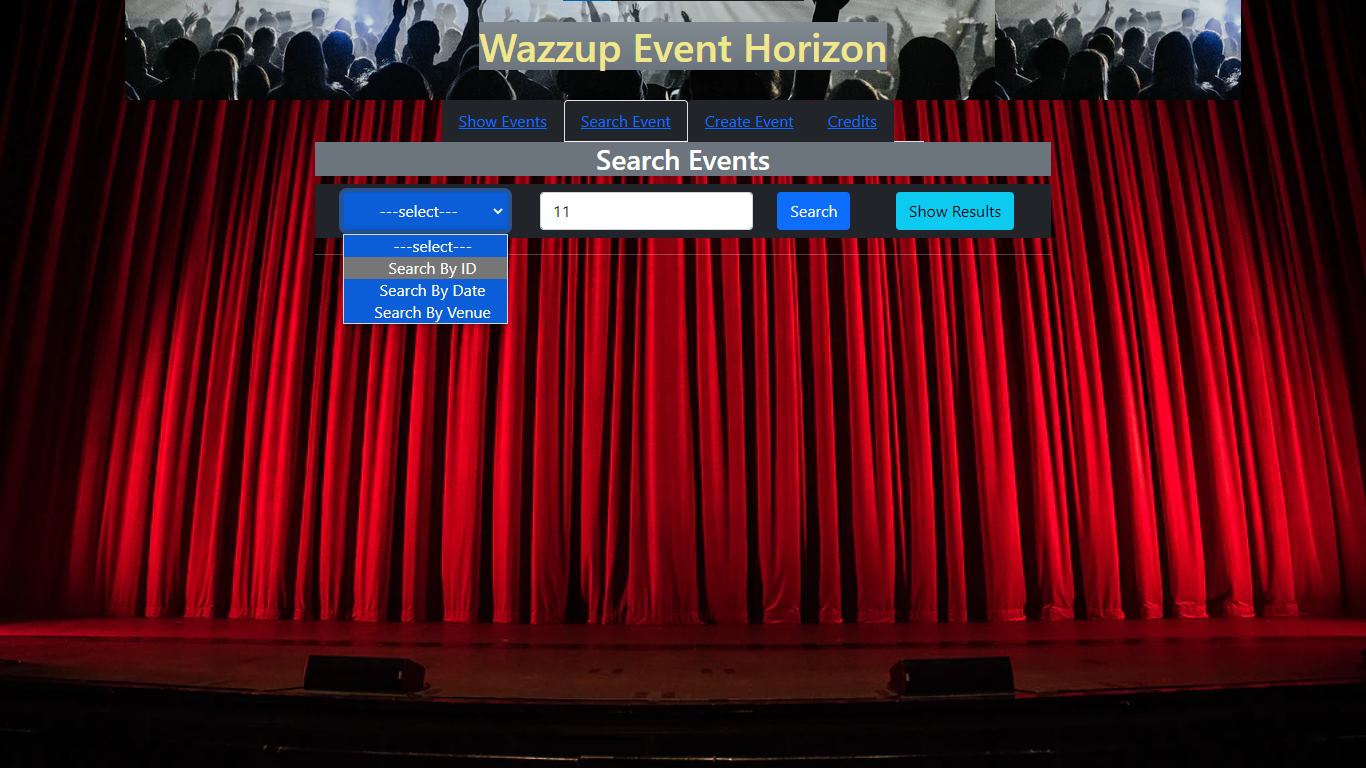 Wazzup Event Horizon
Show Events Search Event Create Event Credits
Search Events
---select--- 11 Search Show Results
---select---
Search By ID
Search By Date
Search By Venue